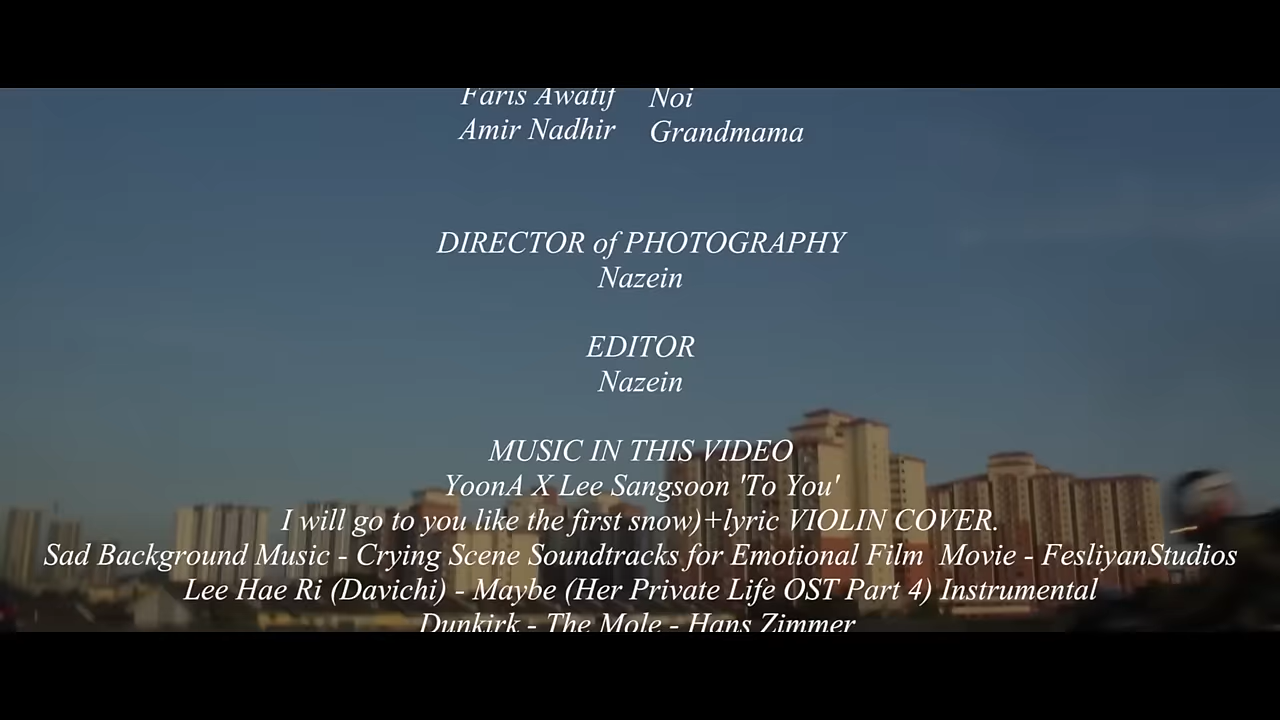 Faris Awatif Noi
Amir Nadhir Grandmama
DIRECTOR of PHOTOGRAPHY
Nazein
EDITOR
Nazein
MUSIC IN THIS VIDEO
YoonA X Lee Sangsoon 'To You'
I will go to you like the first snow)+lyric VIOLIN COVER.
Sad Background Music - Crying Scene Soundtracks for Emotional Film  Movie - FesliyanStudios
Lee Hae Ri (Davichi) - Maybe (Her Private Life OST Part 4) Instrumental
Dunkirk - The Mole - Hans Zimmer